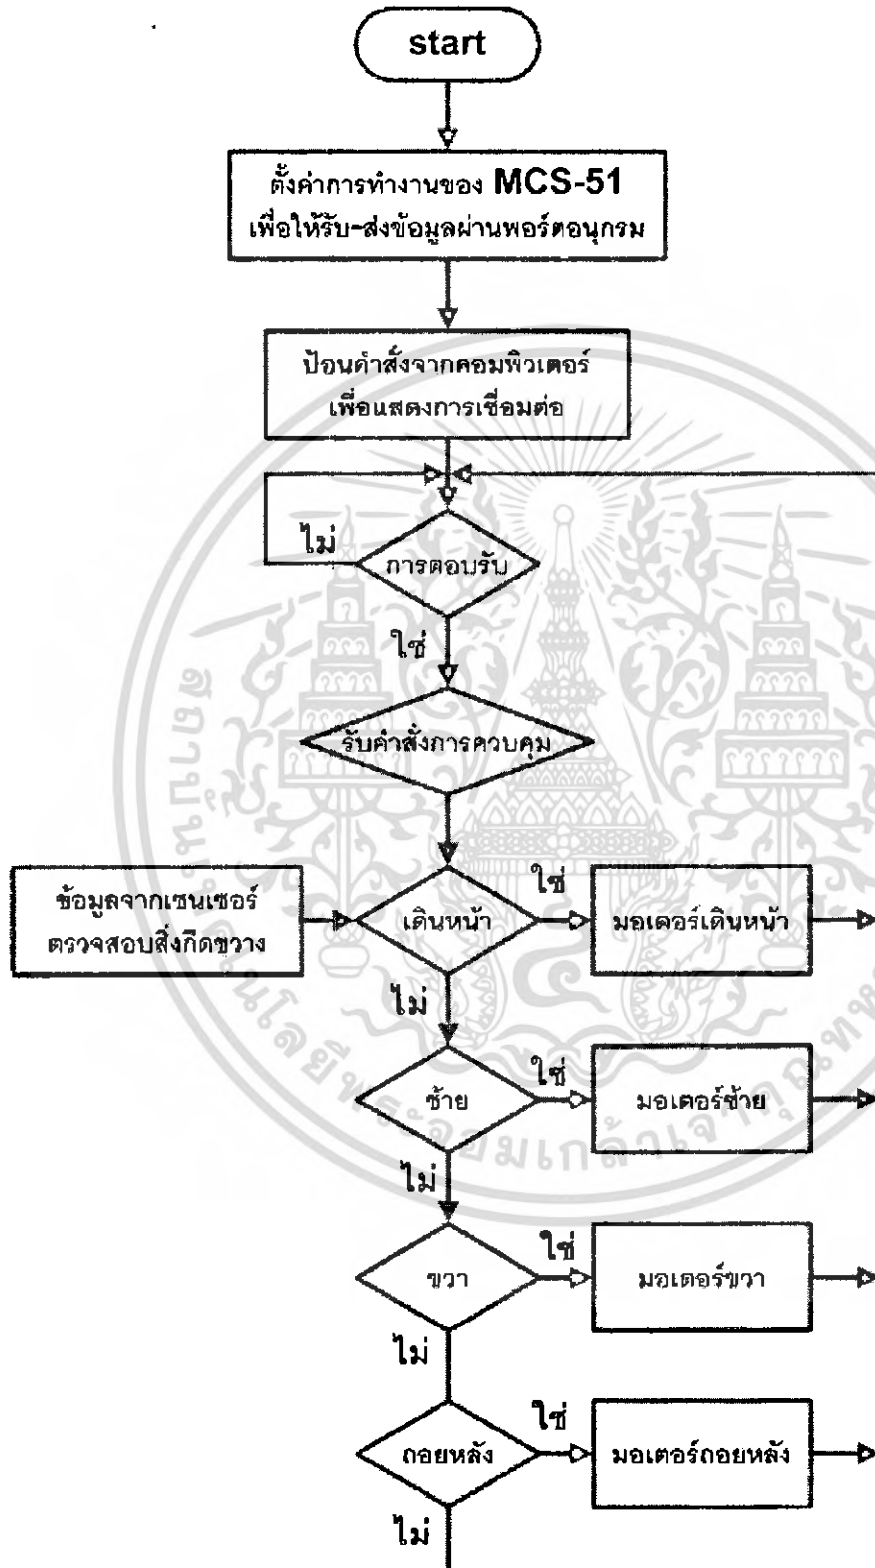 start
ตั้งค่าการทำงานของ MCS-51
เพื่อให้รับ-ส่งข้อมูลผ่านพอร์ตอนุกรม
ป้อนคำสั่งจากคอมพิวเตอร์
เพื่อแสดงการเชื่อมต่อ
ไม่
การตอบรับ
ใช่
รับคำสั่งการควบคุม
ข้อมูลจากเซนเซอร์
ตรวจสอบสิ่งกีดขวาง
เดินหน้า
ใช่
มอเตอร์เดินหน้า
ไม่
ซ้าย
ใช่
มอเตอร์ซ้าย
ไม่
ขวา
ใช่
มอเตอร์ขวา
ไม่
ถอยหลัง
ใช่
มอเตอร์ถอยหลัง
ไม่